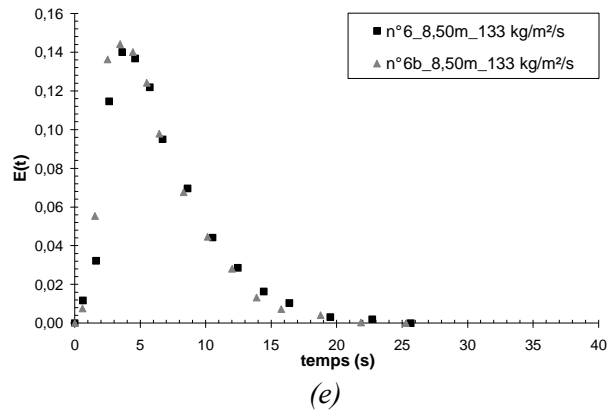 n°6_8,50m_133 kg/m²/s
n°6b_8,50m_133 kg/m²/s
0,16
0,14
0,12
0,10
0,08
0,06
0,04
0,02
0,00
E(t)
0 5 10 15 20 25 30 35 40
temps (s)
(e)